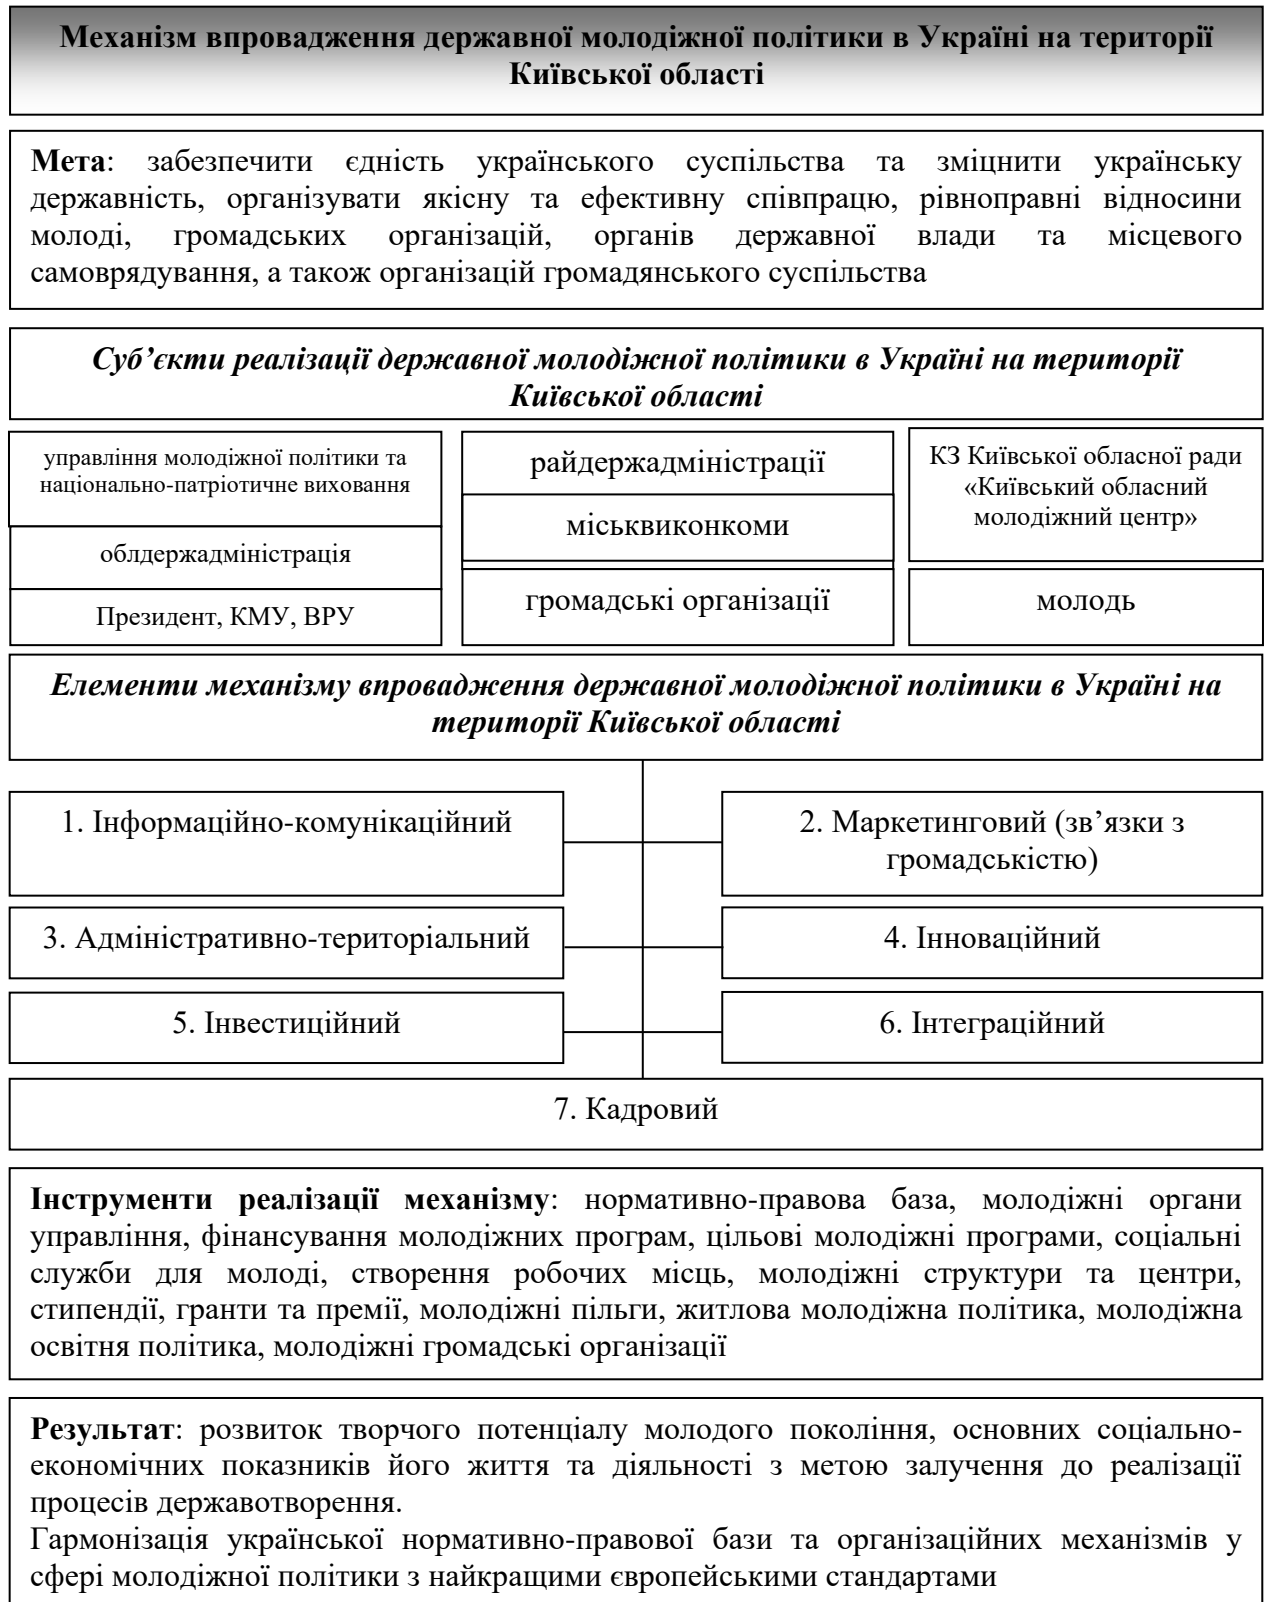 Механізм впровадження державної молодіжної політики в Україні на території
Київської області
Мета: забезпечити єдність українського суспільства та зміцнити українську
державність, організувати якісну та ефективну співпрацю, рівноправні відносини
молоді, громадських організацій, органів державної влади та місцевого
самоврядування, а також організацій громадянського суспільства
Суб’єкти реалізації державної молодіжної політики в Україні на території
Київської області
управління молодіжної політики та
національно-патріотичне виховання
облдержадміністрація
Президент, КМУ, ВРУ
райдержадміністрації
міськвиконкоми
громадські організації
КЗ Київської обласної ради
«Київський обласний
молодіжний центр»
молодь
Елементи механізму впровадження державної молодіжної політики в Україні на
території Київської області
1. Інформаційно-комунікаційний
2. Маркетинговий (зв’язки з
громадськістю)
3. Адміністративно-територіальний
4. Інноваційний
5. Інвестиційний
6. Інтеграційний
7. Кадровий
Інструменти реалізації механізму: нормативно-правова база, молодіжні органи
управління, фінансування молодіжних програм, цільові молодіжні програми, соціальні
служби для молоді, створення робочих місць, молодіжні структури та центри,
стипендії, гранти та премії, молодіжні пільги, житлова молодіжна політика, молодіжна
освітня політика, молодіжні громадські організації
Результат: розвиток творчого потенціалу молодого покоління, основних соціально-
економічних показників його життя та діяльності з метою залучення до реалізації
процесів державотворення.
Гармонізація української нормативно-правової бази та організаційних механізмів у
сфері молодіжної політики з найкращими європейськими стандартами